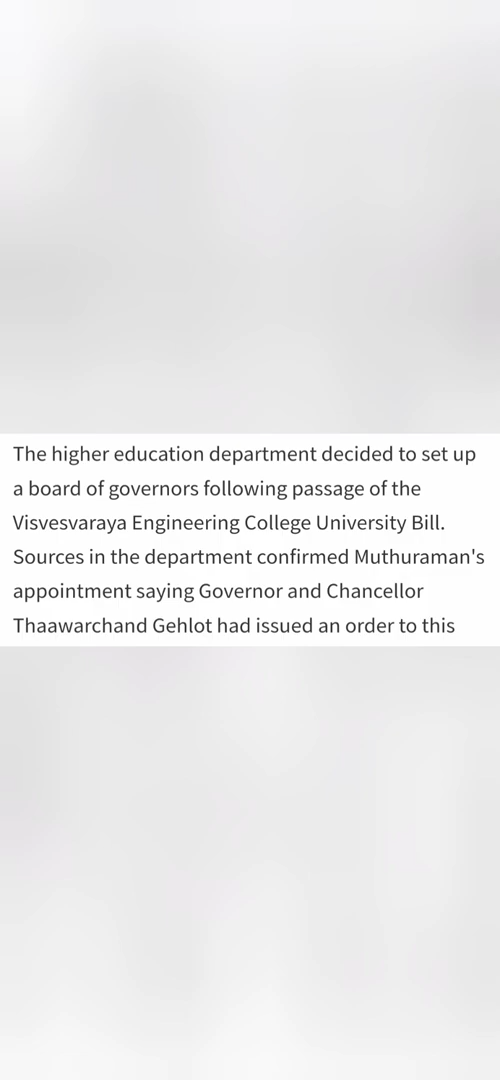 The higher education department decided to set up
a board of governors following passage of the
Visvesvaraya Engineering College University Bill.
Sources in the department confirmed Muthuraman's
appointment saying Governor and Chancellor
Thaawarchand Gehlot had issued an order to this